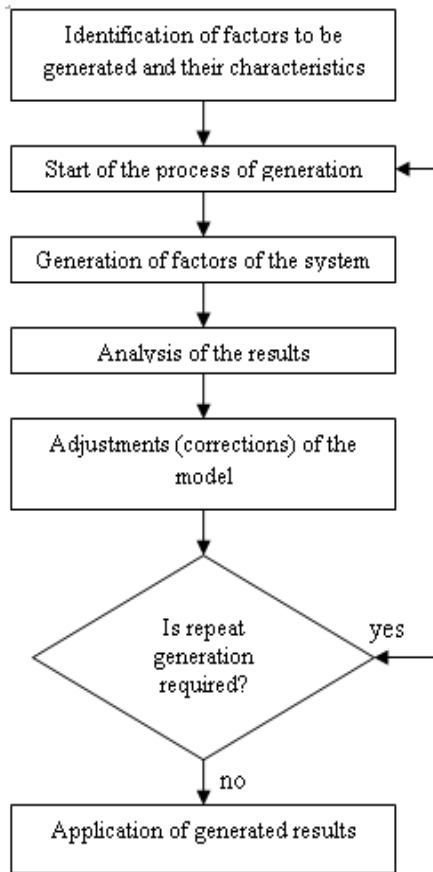 Identification of factors to be
generated and their characteristics
Start of the process of generation
Generation of factors of the system
Analysis of the results
Adjustments (corrections) of the
model
Is repeat
generation
required?
yes
no
Application of generated results